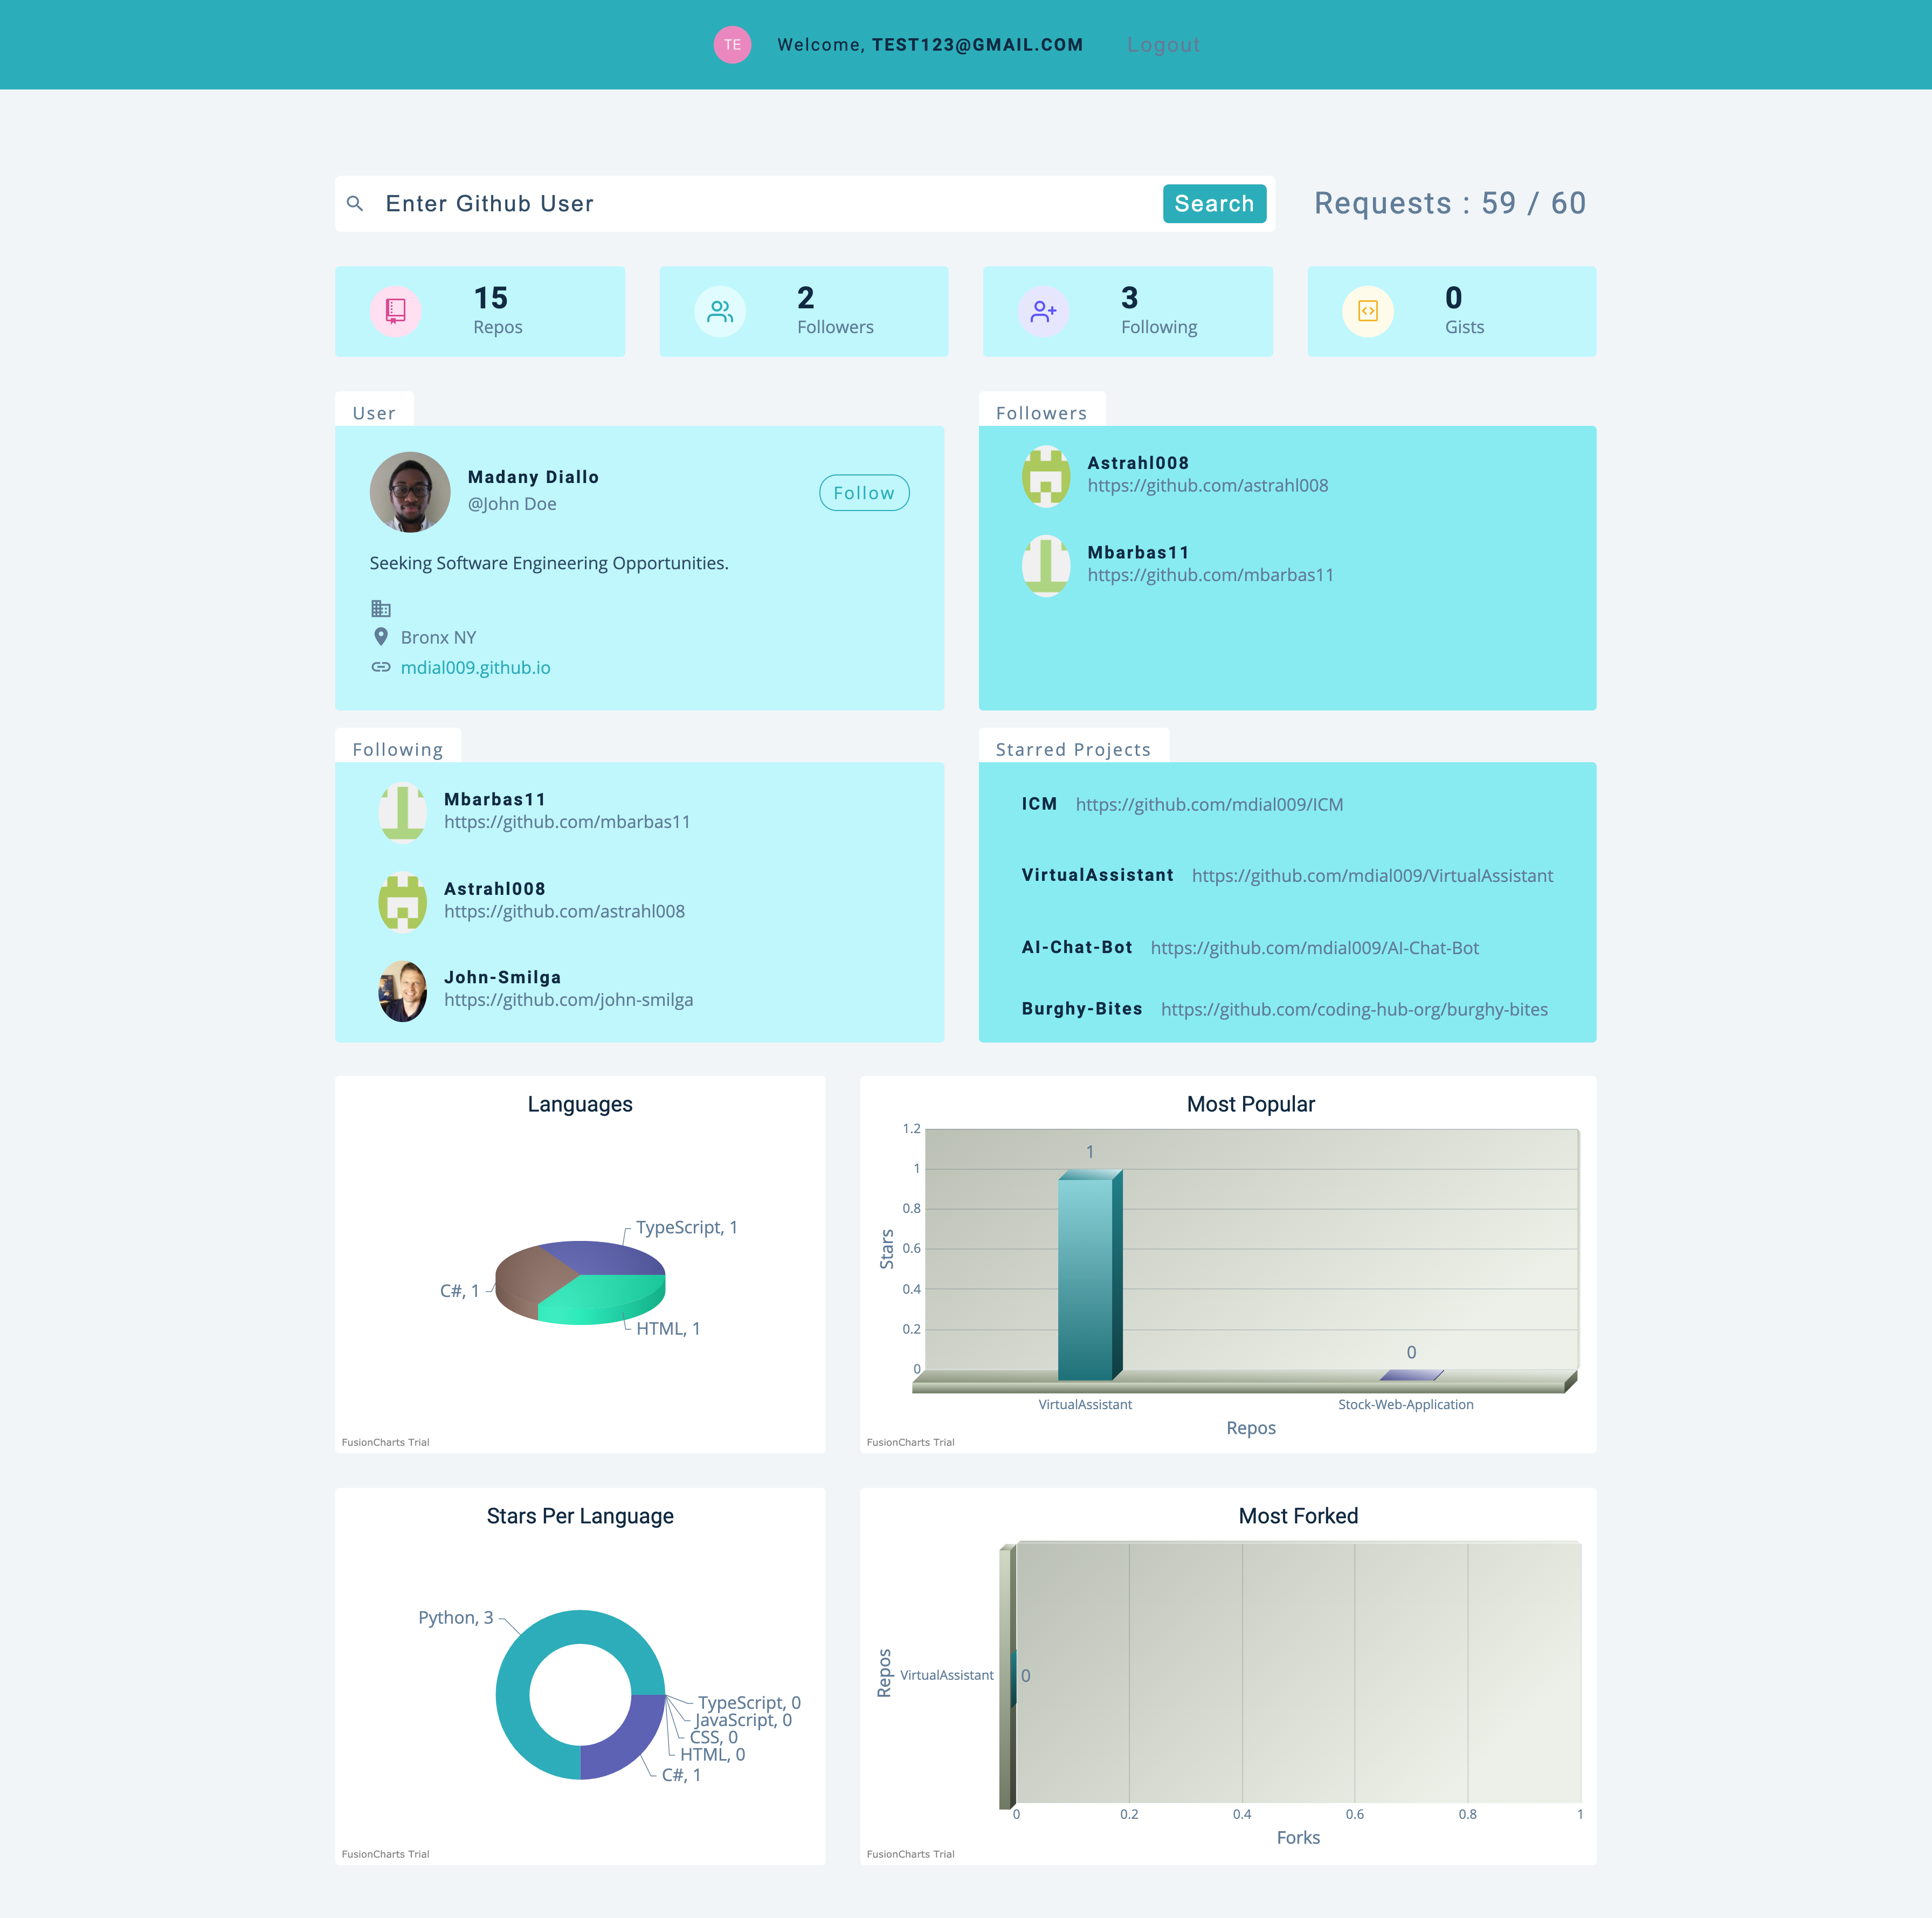 TE Welcome, TEST123@GMAIL.COM Logout
Enter Github User Search Requests : 59 / 60
15
Repos
2
Followers
3
Following
0
Gists
User
Madany Diallo
@John Doe
Follow
Seeking Software Engineering Opportunities.
Bronx NY
mdial009.github.io
Followers
Astrahl008
https://github.com/astrahl008
Mbarbas11
https://github.com/mbarbas11
Following
Mbarbas11
https://github.com/mbarbas11
Astrahl008
https://github.com/astrahl008
John-Smilga
https://github.com/john-smilga
Starred Projects
ICM https://github.com/mdial009/ICM
VirtualAssistant https://github.com/mdial009/VirtualAssistant
AI-Chat-Bot https://github.com/mdial009/AI-Chat-Bot
Burghy-Bites https://github.com/coding-hub-org/burghy-bites
Languages
TypeScript, 1
C#, 1
HTML, 1
FusionCharts Trial
Most Popular
1.2
1
0.8
0.6
0.4
0.2
0
Stars
1
0
VirtualAssistant Stock-Web-Application
Repos
FusionCharts Trial
Stars Per Language
Python, 3
TypeScript, 0
JavaScript, 0
CSS, 0
HTML, 0
C#, 1
FusionCharts Trial
Most Forked
Repos
VirtualAssistant 0
0 0.2 0.4 0.6 0.8 1
Forks
FusionCharts Trial